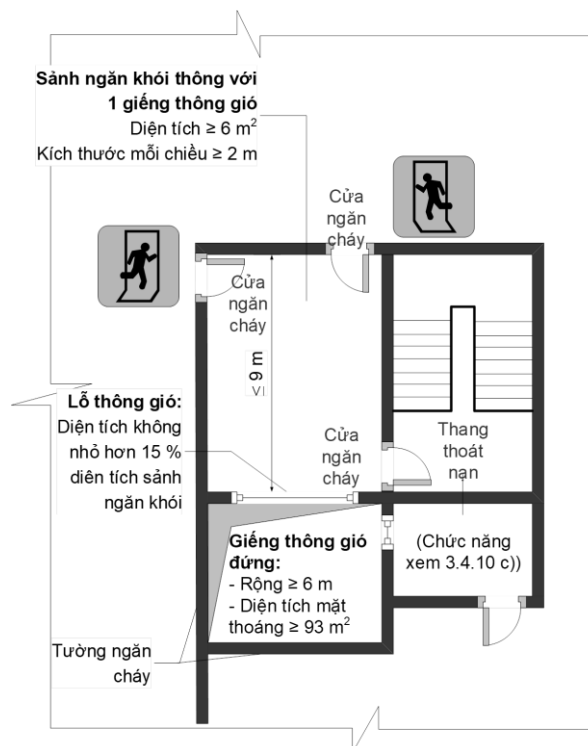 Sảnh ngăn khói thông với
1 giếng thông gió
Diện tích ≥ 6 m²
Kích thước mỗi chiều ≥ 2 m
Cửa
ngăn
cháy
Cửa
ngăn
cháy
≤ 9 m
Lỗ thông gió:
Diện tích không
nhỏ hơn 15 %
diên tích sảnh
ngăn khói
Cửa
ngăn
cháy
Thang
thoát
nạn
Giếng thông gió
đứng:
- Rộng ≥ 6 m
- Diện tích mặt
thoáng ≥ 93 m²
(Chức năng
xem 3.4.10 c))
Tường ngăn
cháy